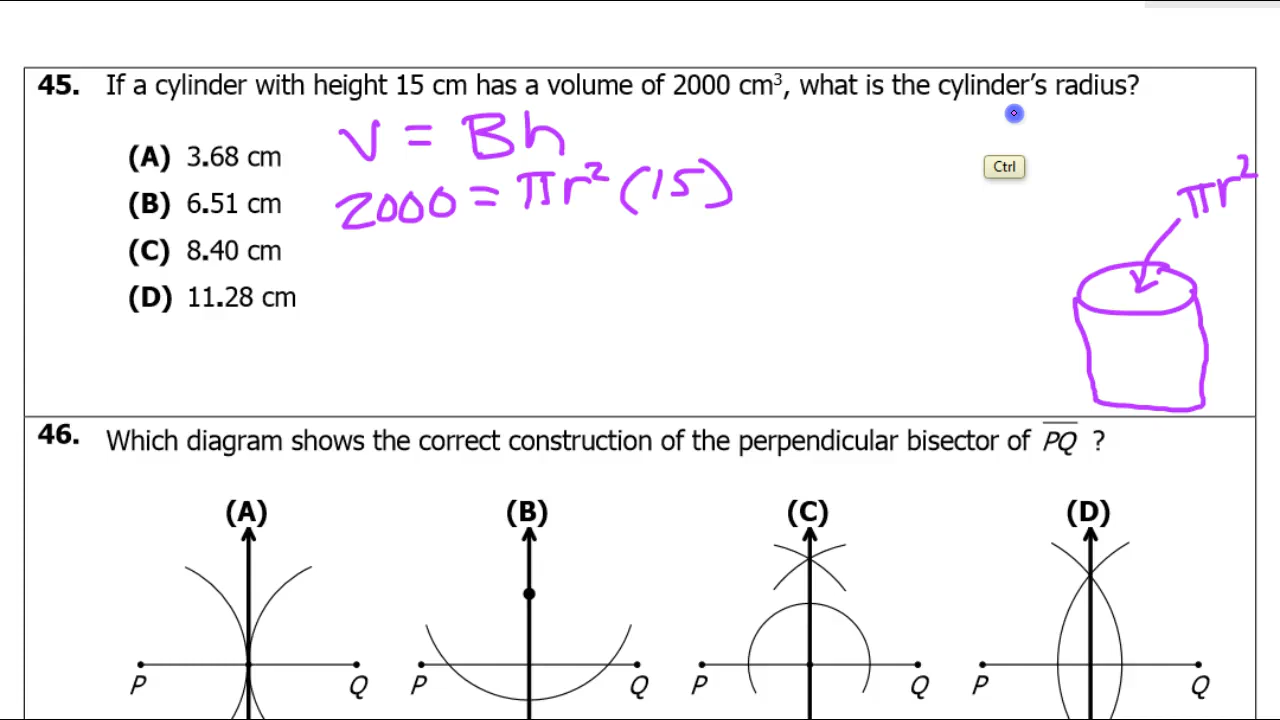 45. If a cylinder with height 15 cm has a volume of 2000 cm³, what is the cylinder's radius?
V = Bh
Ctrl
(A) 3.68 cm
2000 = πr² (15)
πr²
(B) 6.51 cm
(C) 8.40 cm
(D) 11.28 cm
46. Which diagram shows the correct construction of the perpendicular bisector of P̅Q̅ ?
(A) (B) (C) (D)
P Q P Q P Q P Q